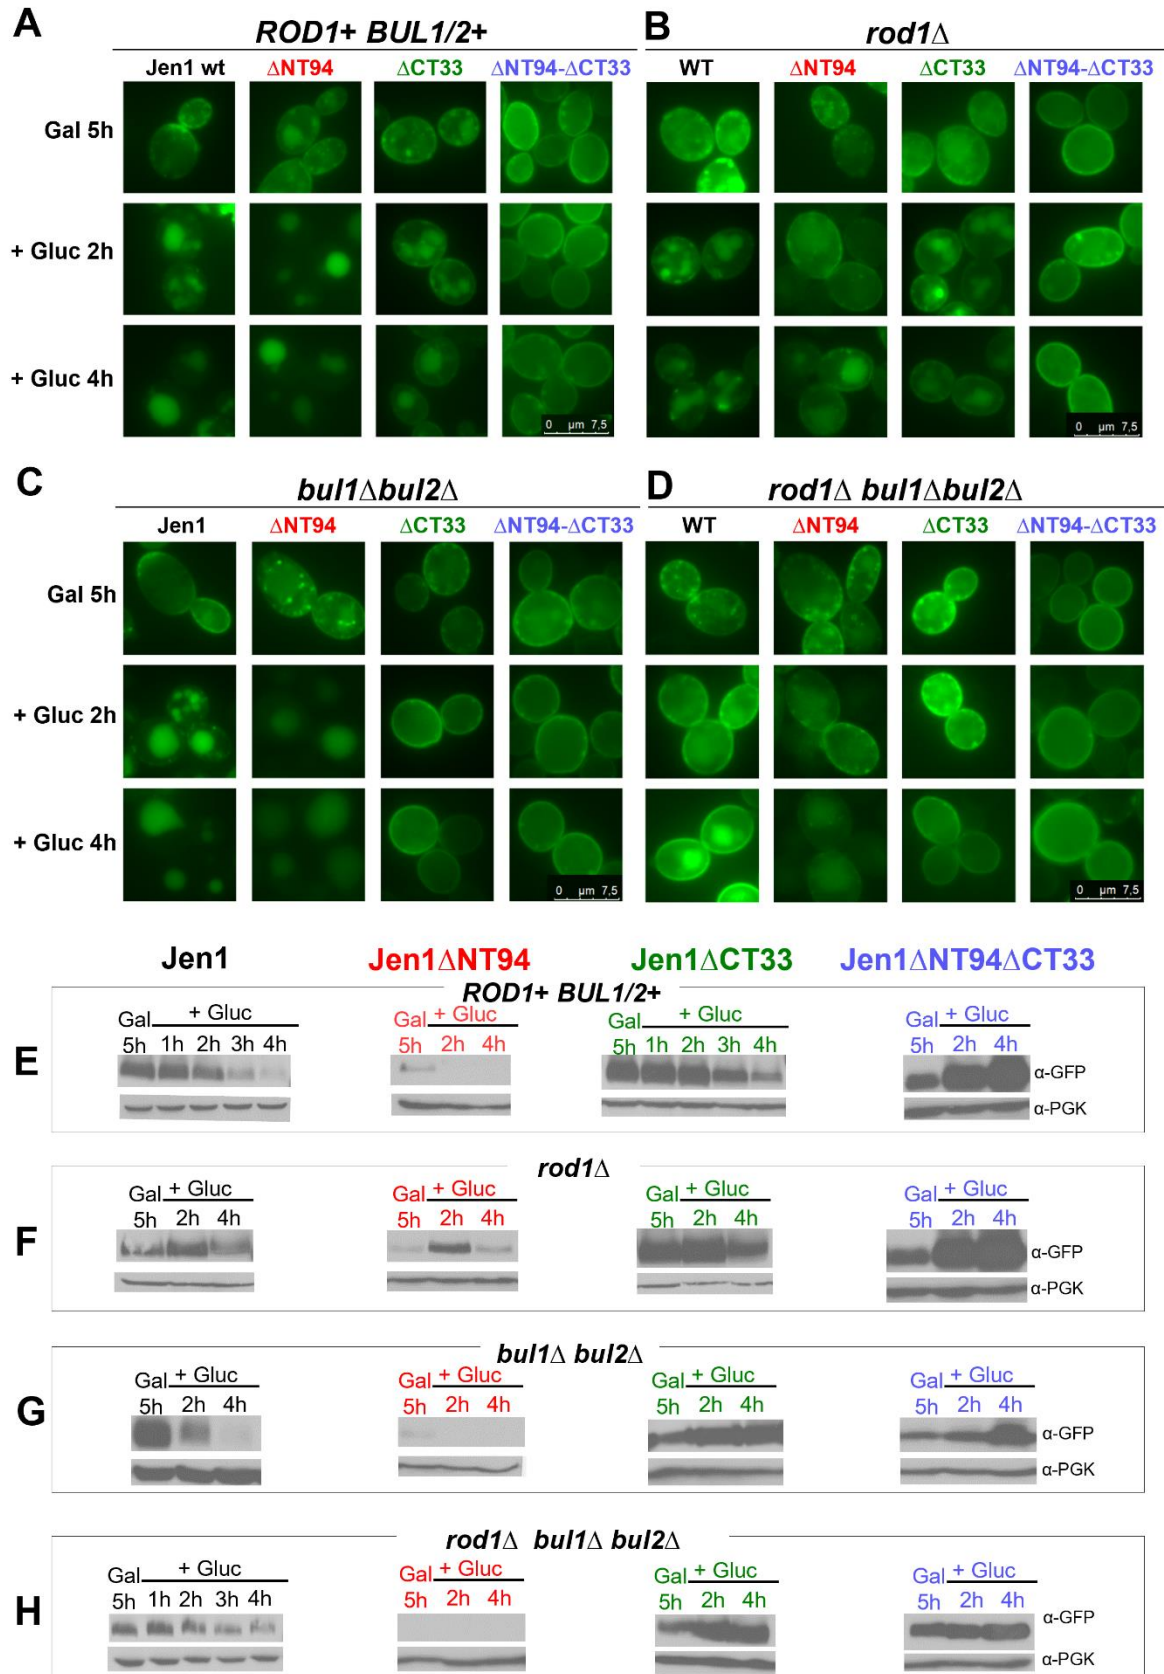 A
ROD1+ BUL1/2+
Jen1 wt ΔNT94 ΔCT33 ΔNT94-ΔCT33
Gal 5h
+ Gluc 2h
+ Gluc 4h
0 µm 7,5
B
rod1Δ
WT ΔNT94 ΔCT33 ΔNT94-ΔCT33
0 µm 7,5
C
bul1Δbul2Δ
Jen1 ΔNT94 ΔCT33 ΔNT94-ΔCT33
Gal 5h
+ Gluc 2h
+ Gluc 4h
0 µm 7,5
D
rod1Δ bul1Δbul2Δ
WT ΔNT94 ΔCT33 ΔNT94-ΔCT33
0 µm 7,5
Jen1 Jen1ΔNT94 Jen1ΔCT33 Jen1ΔNT94ΔCT33
E
ROD1+ BUL1/2+
Gal + Gluc Gal + Gluc Gal + Gluc Gal + Gluc
5h 1h 2h 3h 4h 5h 2h 4h 5h 1h 2h 3h 4h 5h 2h 4h
α-GFP
α-PGK
F
rod1Δ
Gal + Gluc Gal + Gluc Gal + Gluc Gal + Gluc
5h 2h 4h 5h 2h 4h 5h 2h 4h 5h 2h 4h
α-GFP
α-PGK
G
bul1Δ bul2Δ
Gal + Gluc Gal + Gluc Gal + Gluc Gal + Gluc
5h 2h 4h 5h 2h 4h 5h 2h 4h 5h 2h 4h
α-GFP
α-PGK
H
rod1Δ bul1Δ bul2Δ
Gal + Gluc Gal + Gluc Gal + Gluc Gal + Gluc
5h 1h 2h 3h 4h 5h 2h 4h 5h 2h 4h 5h 2h 4h
α-GFP
α-PGK